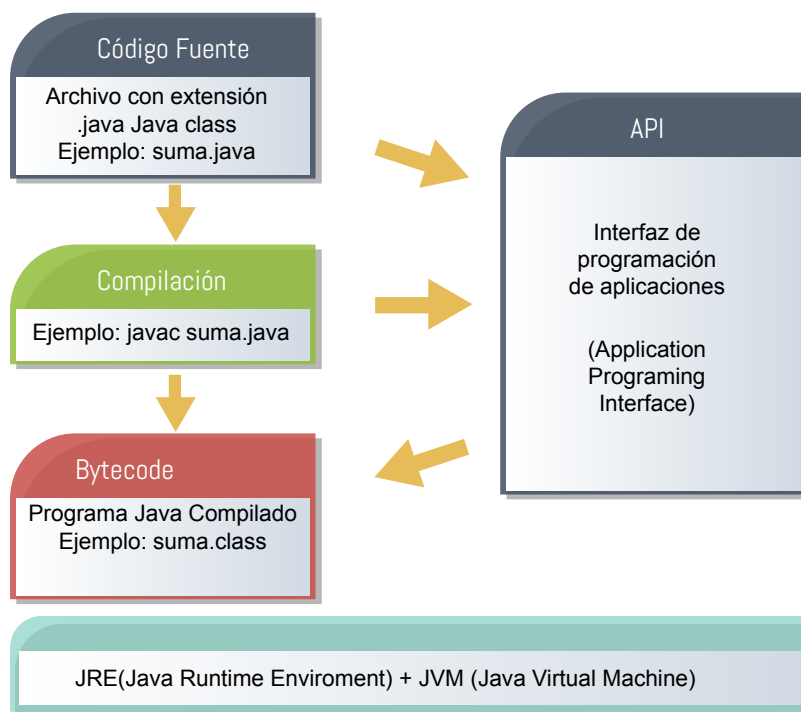 Código Fuente
Archivo con extensión
.java Java class
Ejemplo: suma.java
Compilación
Ejemplo: javac suma.java
Bytecode
Programa Java Compilado
Ejemplo: suma.class
API
Interfaz de
programación
de aplicaciones
(Application
Programing
Interface)
JRE(Java Runtime Enviroment) + JVM (Java Virtual Machine)